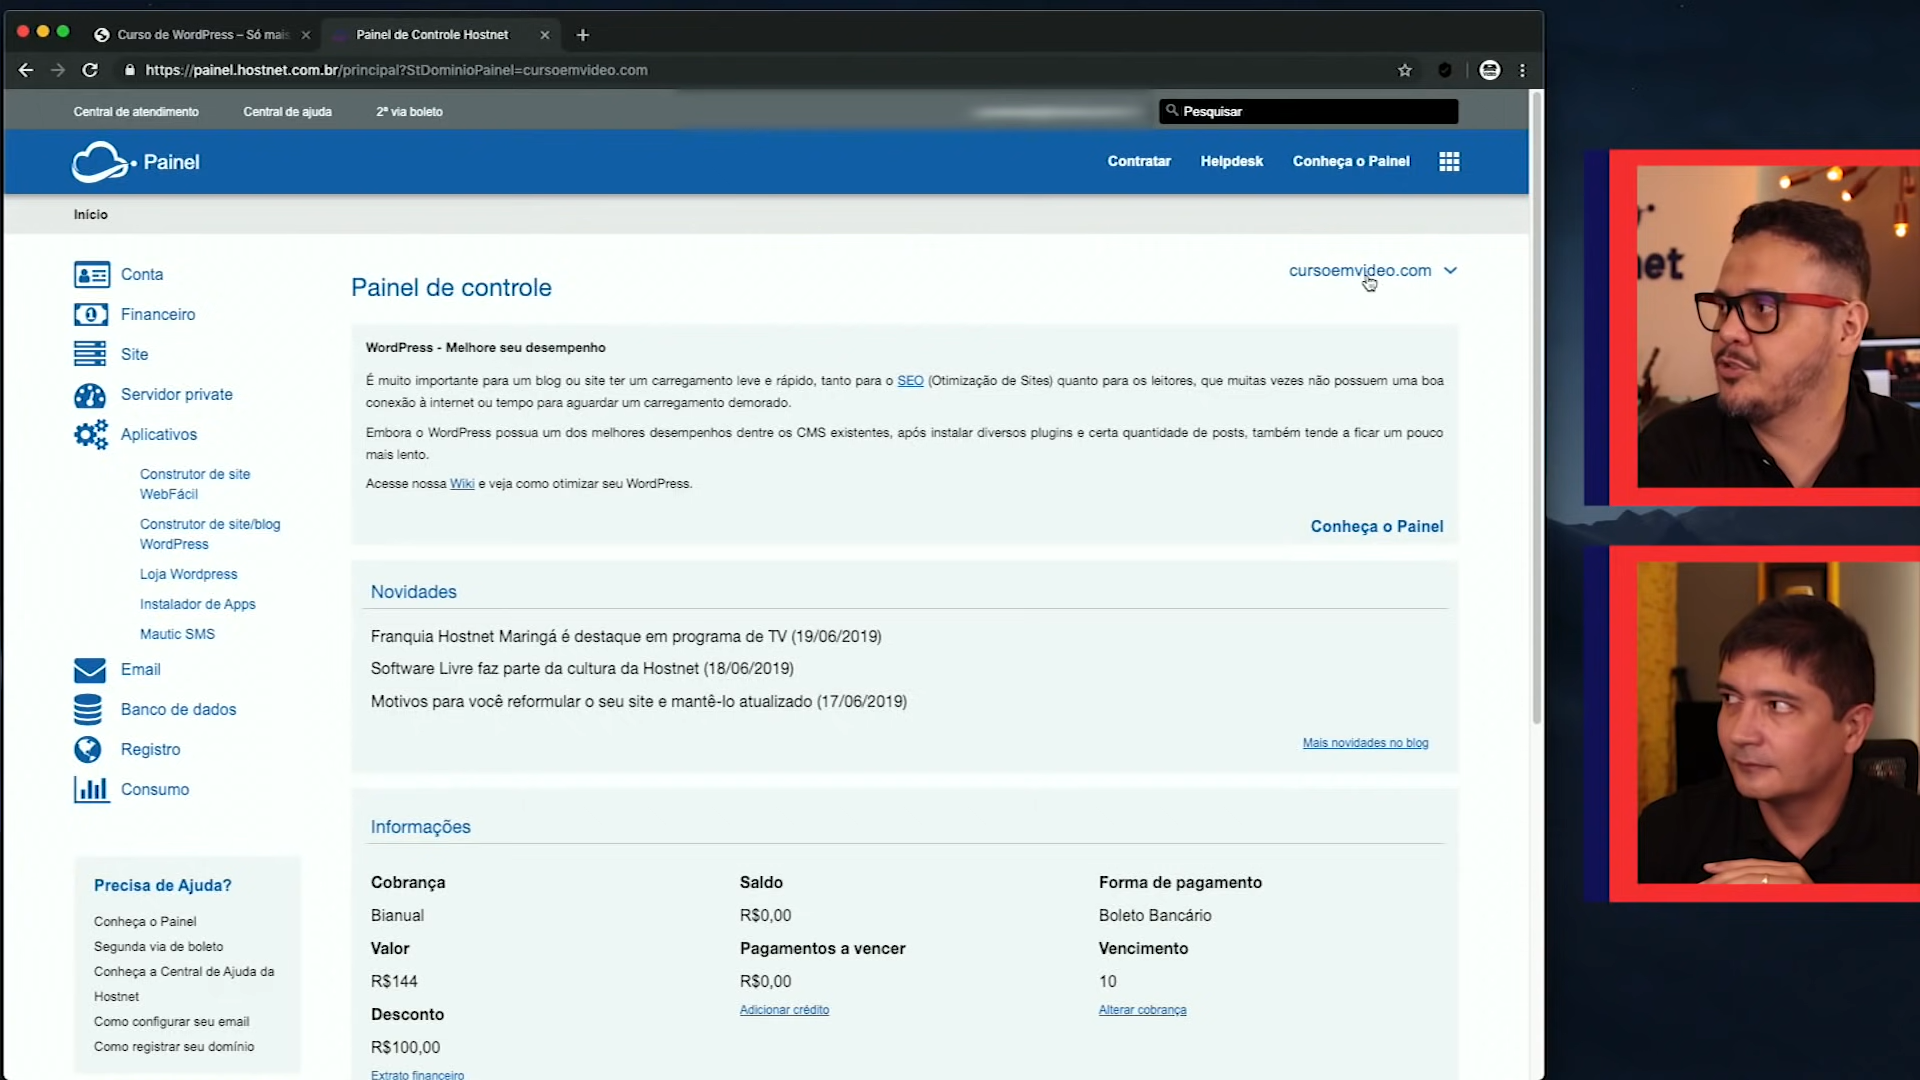 Curso de WordPress – Só mais
Painel de Controle Hostnet
https://painel.hostnet.com.br/principal?StDominioPainel=cursoemvideo.com
Central de atendimento
Central de ajuda
2ª via boleto
Pesquisar
Painel
Contratar
Helpdesk
Conheça o Painel
Início
Conta
Financeiro
Site
Servidor private
Aplicativos
Construtor de site
WebFácil
Construtor de site/blog
WordPress
Loja Wordpress
Instalador de Apps
Mautic SMS
Email
Banco de dados
Registro
Consumo
Precisa de Ajuda?
Conheça o Painel
Segunda via de boleto
Conheça a Central de Ajuda da
Hostnet
Como configurar seu email
Como registrar seu domínio
Painel de controle
cursoemvideo.com
WordPress - Melhore seu desempenho
É muito importante para um blog ou site ter um carregamento leve e rápido, tanto para o SEO (Otimização de Sites) quanto para os leitores, que muitas vezes não possuem uma boa
conexão à internet ou tempo para aguardar um carregamento demorado.
Embora o WordPress possua um dos melhores desempenhos dentre os CMS existentes, após instalar diversos plugins e certa quantidade de posts, também tende a ficar um pouco
mais lento.
Acesse nossa Wiki e veja como otimizar seu WordPress.
Conheça o Painel
Novidades
Franquia Hostnet Maringá é destaque em programa de TV (19/06/2019)
Software Livre faz parte da cultura da Hostnet (18/06/2019)
Motivos para você reformular o seu site e mantê-lo atualizado (17/06/2019)
Mais novidades no blog
Informações
Cobrança
Bianual
Valor
R$144
Desconto
R$100,00
Extrato financeiro
Saldo
R$0,00
Pagamentos a vencer
R$0,00
Adicionar crédito
Forma de pagamento
Boleto Bancário
Vencimento
10
Alterar cobrança
et